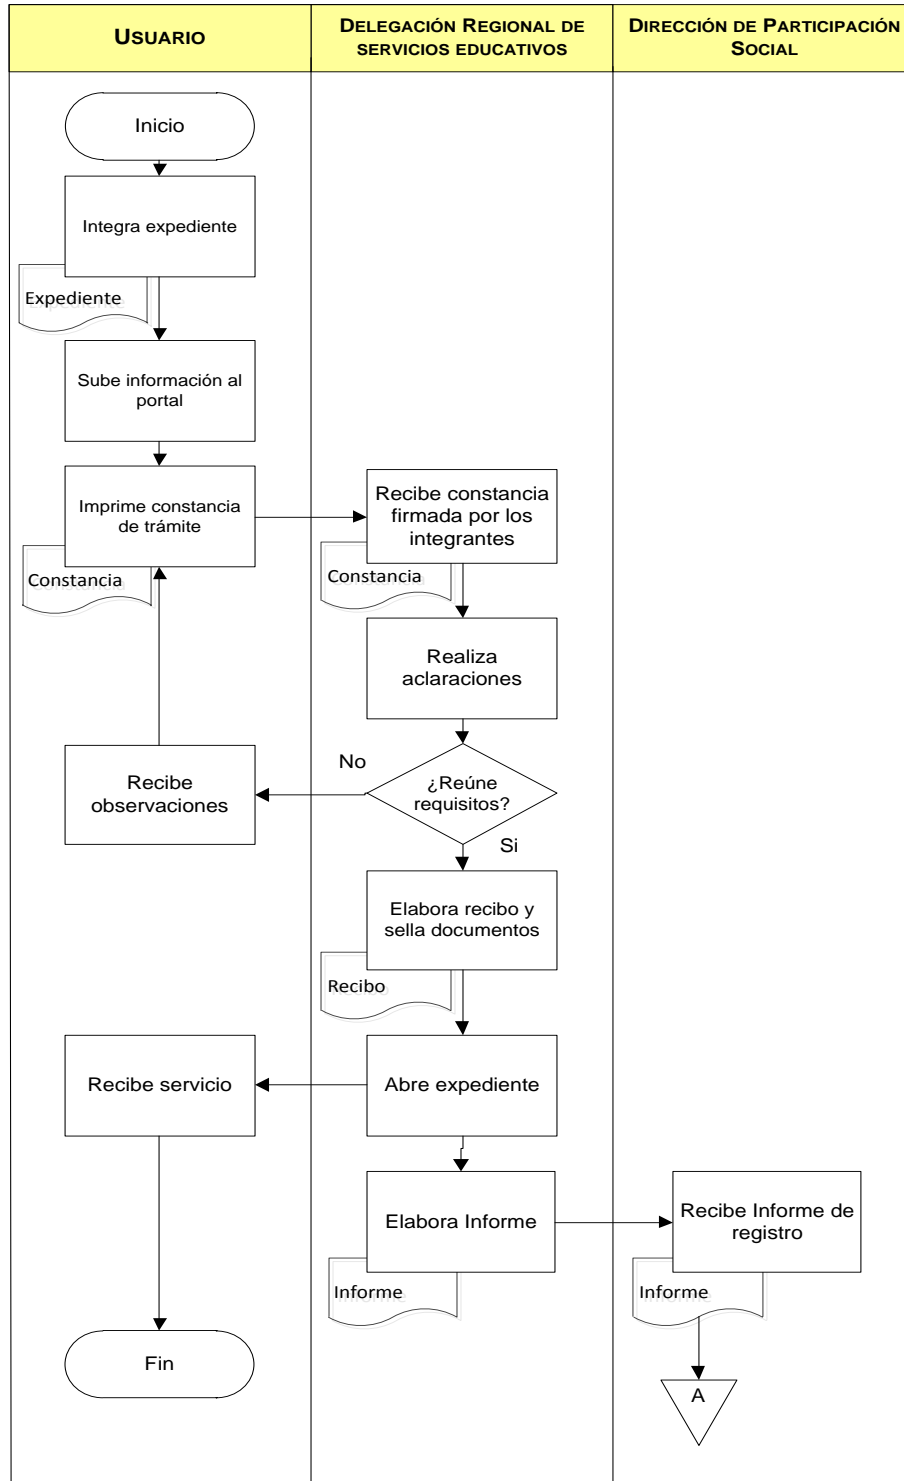 USUARIO
DELEGACIÓN REGIONAL DE
SERVICIOS EDUCATIVOS
DIRECCIÓN DE PARTICIPACIÓN
SOCIAL
Inicio
Integra expediente
Expediente
Sube información al
portal
Imprime constancia
de trámite
Constancia
Recibe constancia
firmada por los
integrantes
Constancia
Realiza
aclaraciones
¿Reúne
requisitos?
No
Recibe
observaciones
Si
Elabora recibo y
sella documentos
Recibo
Abre expediente
Recibe servicio
Elabora Informe
Informe
Recibe Informe de
registro
Informe
Fin
A